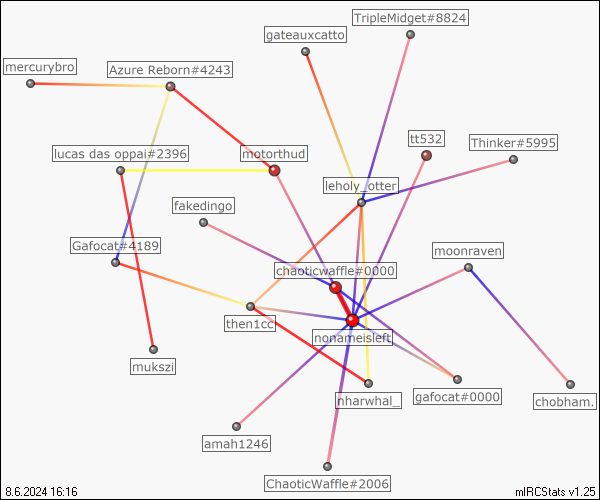 TripleMidget#8824
gateauxcatto
mercurybro
Azure Reborn#4243
tt532
Thinker#5995
lucas das oppai#2396
motorthud
leholy_otter
fakedingo
Gafocat#4189
moonraven
chaoticwaffle#0000
then1cc
nonameisleft
mukszi
nharwhal_
gafocat#0000
chobham.
amah1246
ChaoticWaffle#2006
8.6.2024 16:16
mIRCStats v1.25